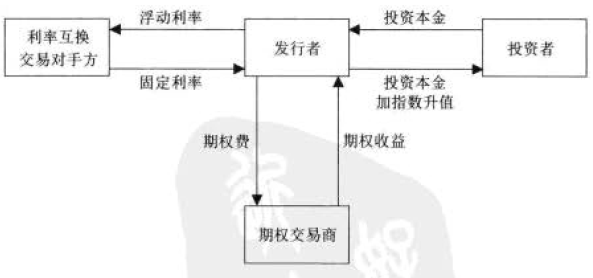 浮动利率
投资本金
利率互换
交易对手方
发行者
投资者
固定利率
投资本金
加指数升值
期权费
期权收益
期权交易商